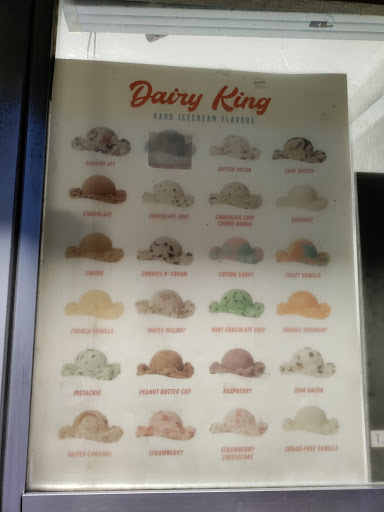 Dairy King
HARD ICECREAM FLAVORS
ALMOND JOY
BUTTER PECAN
CAKE BATTER
CHOCOLATE
CHOCOLATE CHIP
CHOCOLATE CHIP
COOKIE DOUGH
COCONUT
COFFEE
COOKIES N' CREAM
COTTON CANDY
CRAZY VANILLA
FRENCH VANILLA
MAPLE WALNUT
MINT CHOCOLATE CHIP
ORANGE SHERBERT
PISTACHIO
PEANUT BUTTER CUP
RASPBERRY
RUM RAISIN
SALTED CARAMEL
STRAWBERRY
STRAWBERRY
CHEESECAKE
SUGAR-FREE VANILLA